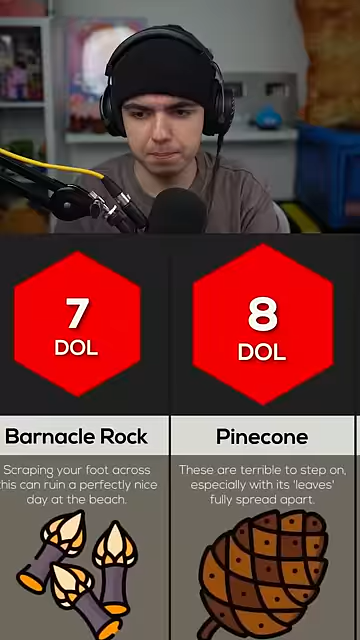 7
DOL
8
DOL
Barnacle Rock
Pinecone
Scraping your foot across
this can ruin a perfectly nice
day at the beach.
These are terrible to step on,
especially with its 'leaves'
fully spread apart.